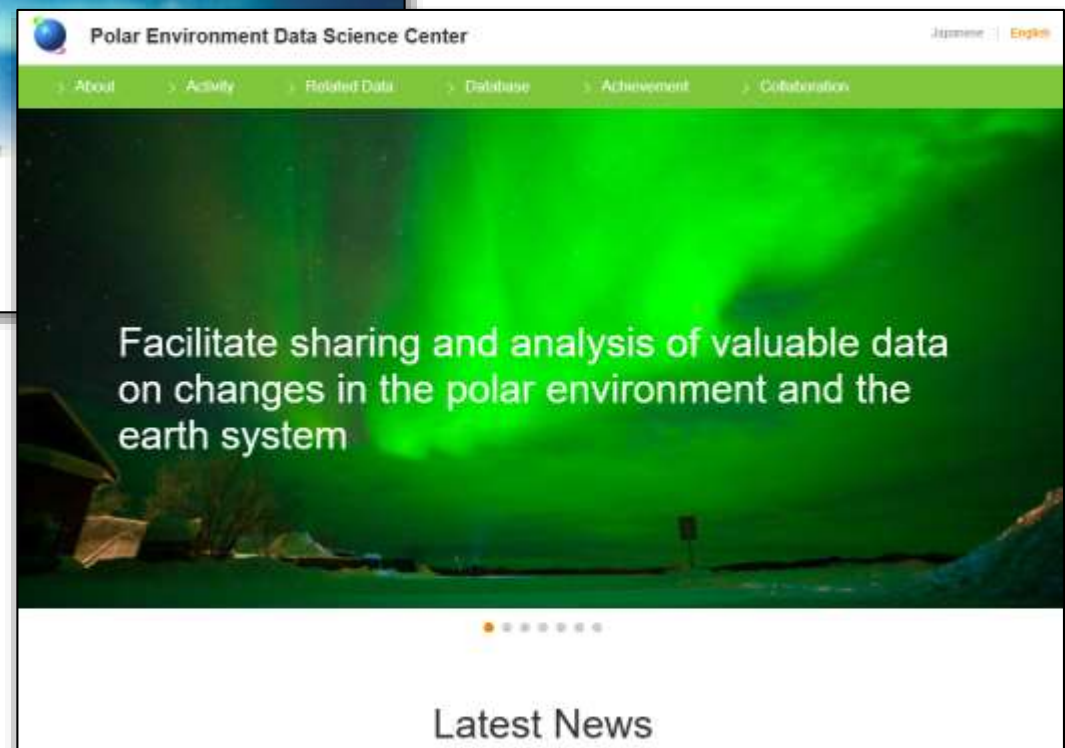 Polar Environment Data Science Center
Japanese | English
> About > Activity > Related Data > Database > Achievement > Collaboration
Facilitate sharing and analysis of valuable data
on changes in the polar environment and the
earth system
Latest News